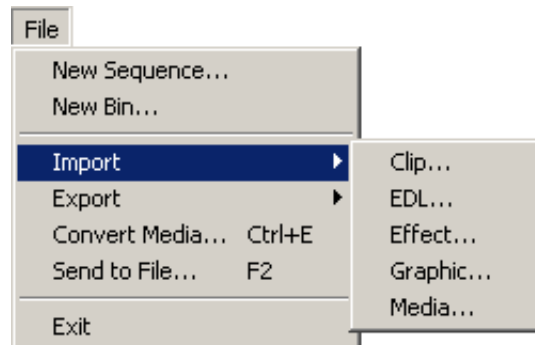 File
New Sequence...
New Bin...
Import
Export
Convert Media... Ctrl+E
Send to File... F2
Exit
Clip...
EDL...
Effect...
Graphic...
Media...